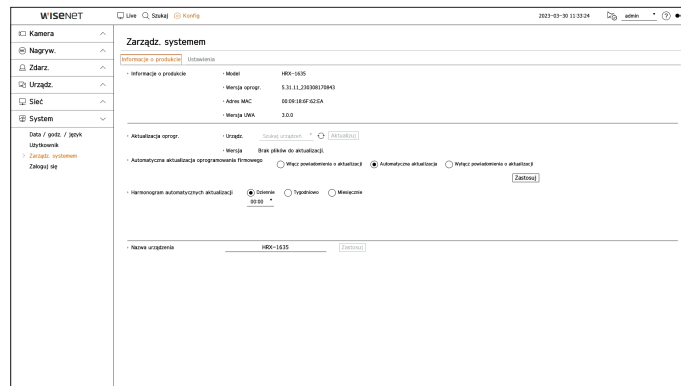 WISENET
Live Szukaj Konfig 2023-03-30 11:33:24 admin
Kamera
Nagryw.
Zdarz.
Urządz.
Sieć
System
Data / godz. / język
Użytkownik
Zarządz. systemem
Zaloguj się
Zarządz. systemem
Informacje o produkcie Ustawienia
Informacje o produkcie
Model HRX-1635
Wersja oprogr. 5.31.11_230308170843
Adres MAC 00:09:18:6F:62:EA
Wersja UWA 3.0.0
Aktualizacja oprogr.
Urządz. Szukaj urządzeń Aktualizuj
Wersja Brak plików do aktualizacji.
Automatyczna aktualizacja oprogramowania firmowego Włącz powiadomienia o aktualizacji Automatyczna aktualizacja Wyłącz powiadomienia o aktualizacji
Zastosuj
Harmonogram automatycznych aktualizacji Dziennie Tygodniowo Miesięcznie
00:00
Nazwa urządzenia HRX-1635 Zastosuj